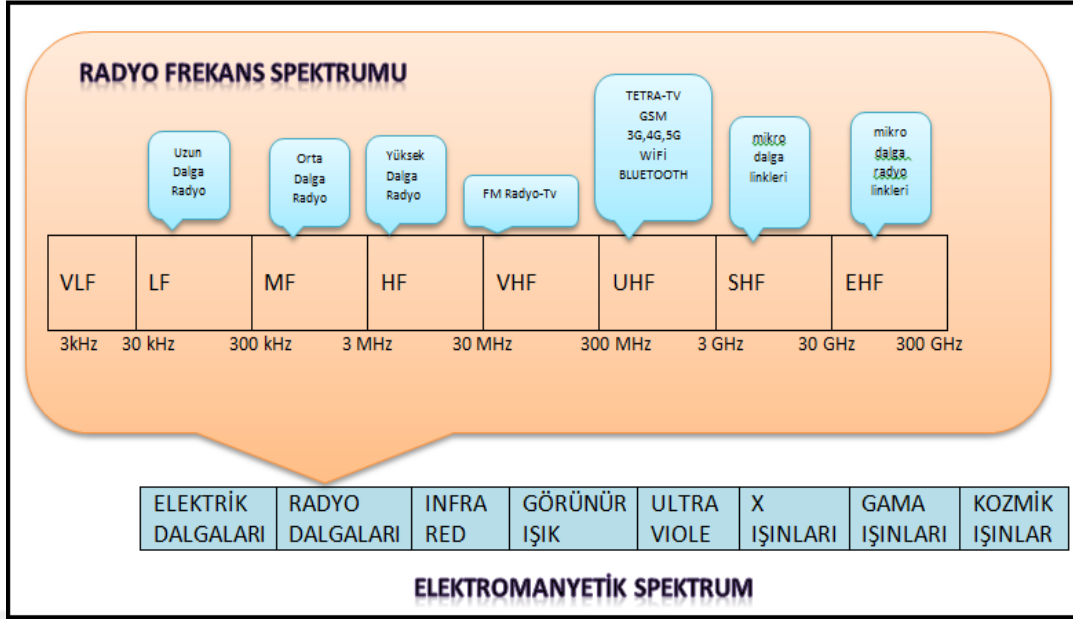 RADYO FREKANS SPEKTRUMU
Uzun
Dalga
Radyo
Orta
Dalga
Radyo
Yüksek
Dalga
Radyo
FM Radyo-Tv
TETRA-TV
GSM
3G,4G,5G
WiFi
BLUETOOTH
mikro
dalga
linkleri
mikro
dalga
radyo
linkleri
VLF LF MF HF VHF UHF SHF EHF
3kHz 30 kHz 300 kHz 3 MHz 30 MHz 300 MHz 3 GHz 30 GHz 300 GHz
ELEKTRİK
DALGALARI
RADYO
DALGALARI
INFRA
RED
GÖRÜNÜR
IŞIK
ULTRA
VIOLE
X
IŞINLARI
GAMA
IŞINLARI
KOZMİK
IŞINLAR
ELEKTROMANYETİK SPEKTRUM